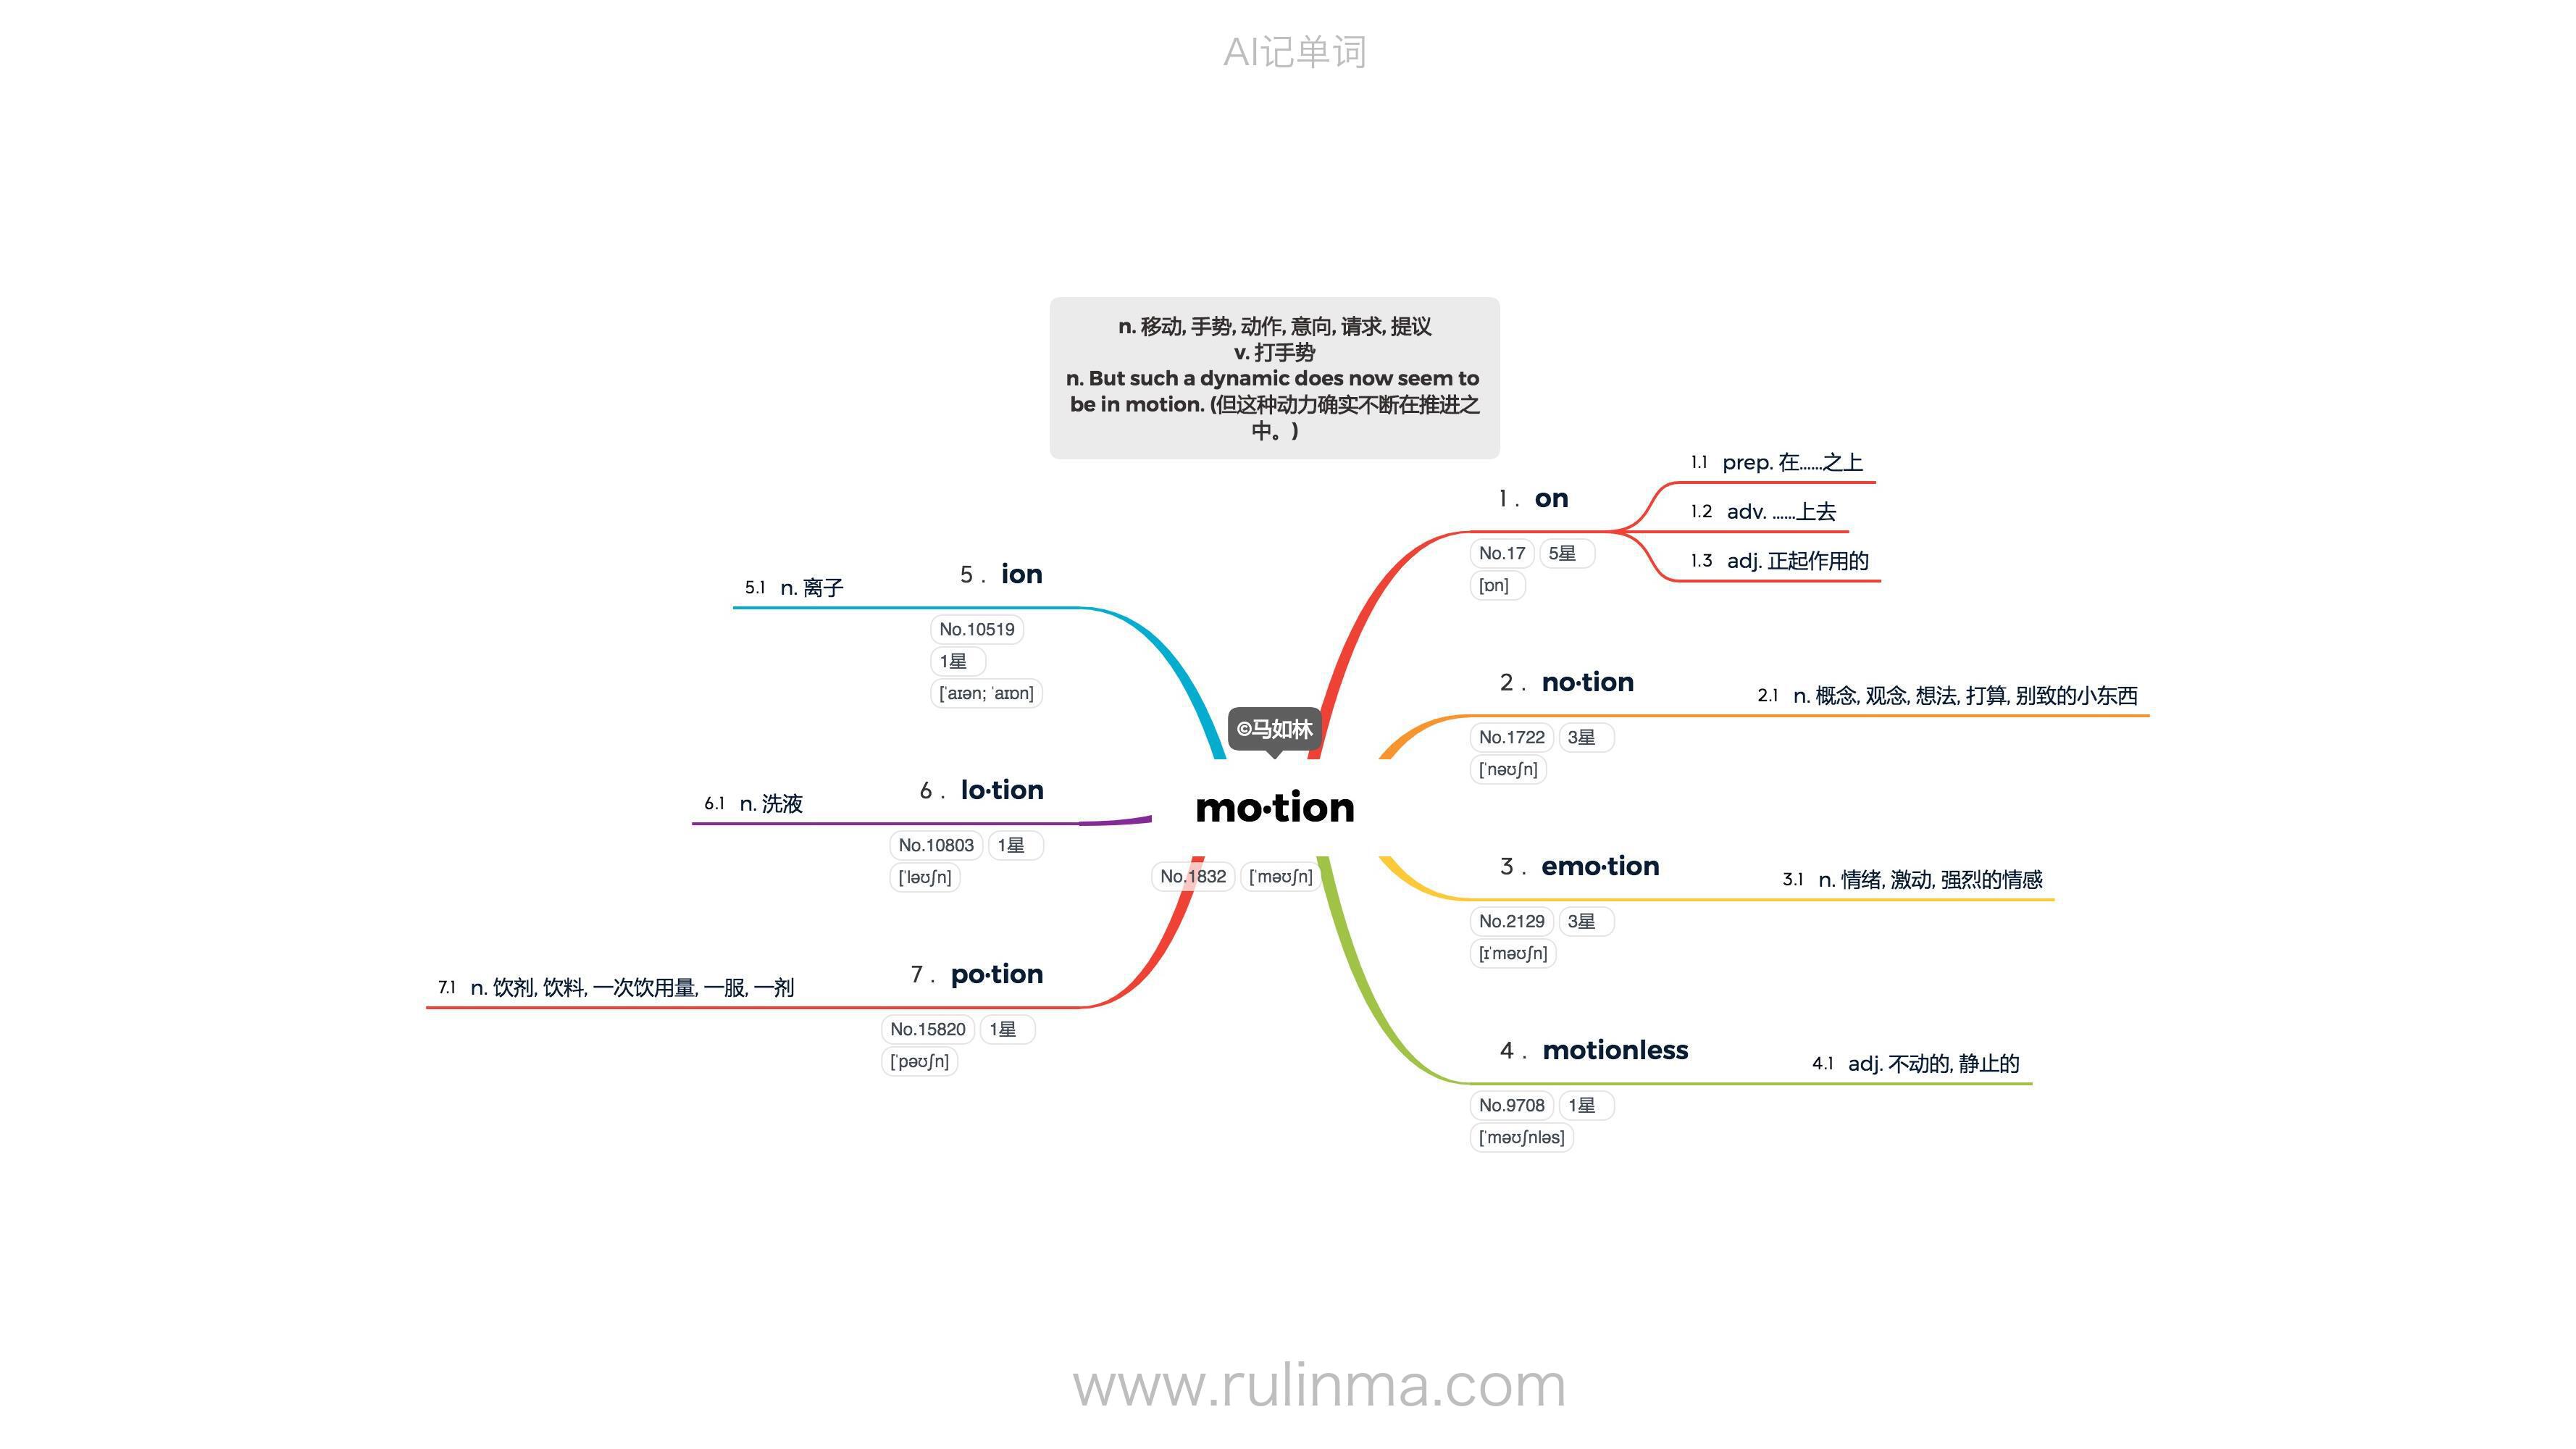 AI记单词
n. 移动, 手势, 动作, 意向, 请求, 提议
v. 打手势
n. But such a dynamic does now seem to
be in motion. (但这种动力确实不断在推进之
中。)
©马如林
mo·tion
No.1832 [ˈməʊʃn]
1 . on
No.17 5星
[ɒn]
1.1 prep. 在……之上
1.2 adv. ……上去
1.3 adj. 正起作用的
2 . no·tion
No.1722 3星
[ˈnəʊʃn]
2.1 n. 概念, 观念, 想法, 打算, 别致的小东西
3 . emo·tion
No.2129 3星
[ɪˈməʊʃn]
3.1 n. 情绪, 激动, 强烈的情感
4 . motionless
No.9708 1星
[ˈməʊʃnləs]
4.1 adj. 不动的, 静止的
5 . ion
No.10519
1星
[ˈaɪən; ˈaɪɒn]
5.1 n. 离子
6 . lo·tion
No.10803 1星
[ˈləʊʃn]
6.1 n. 洗液
7 . po·tion
No.15820 1星
[ˈpəʊʃn]
7.1 n. 饮剂, 饮料, 一次饮用量, 一服, 一剂
www.rulinma.com